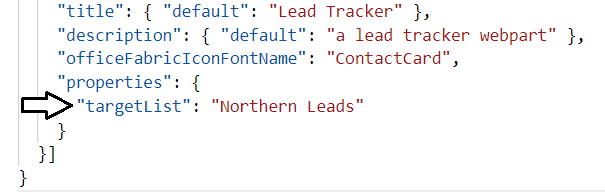 "title": { "default": "Lead Tracker" },
"description": { "default": "a lead tracker webpart" },
"officeFabricIconFontName": "ContactCard",
"properties": {
"targetList": "Northern Leads"
}
}]
}